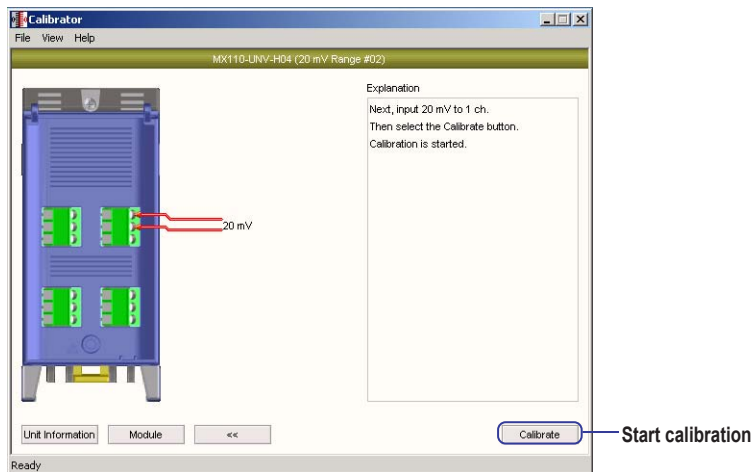 Calibrator
File View Help
MX110-UNV-H04 (20 mV Range #02)
Explanation
Next, input 20 mV to 1 ch.
Then select the Calibrate button.
Calibration is started.
20 mV
Unit Information Module << Calibrate
Start calibration
Ready